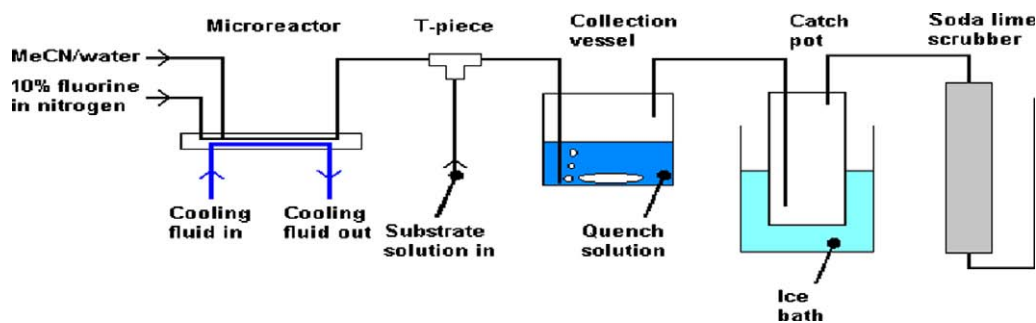 Microreactor
T-piece
Collection
vessel
Catch
pot
Soda lime
scrubber
MeCN/water
10% fluorine
in nitrogen
Cooling
fluid in
Cooling
fluid out
Substrate
solution in
Quench
solution
Ice
bath